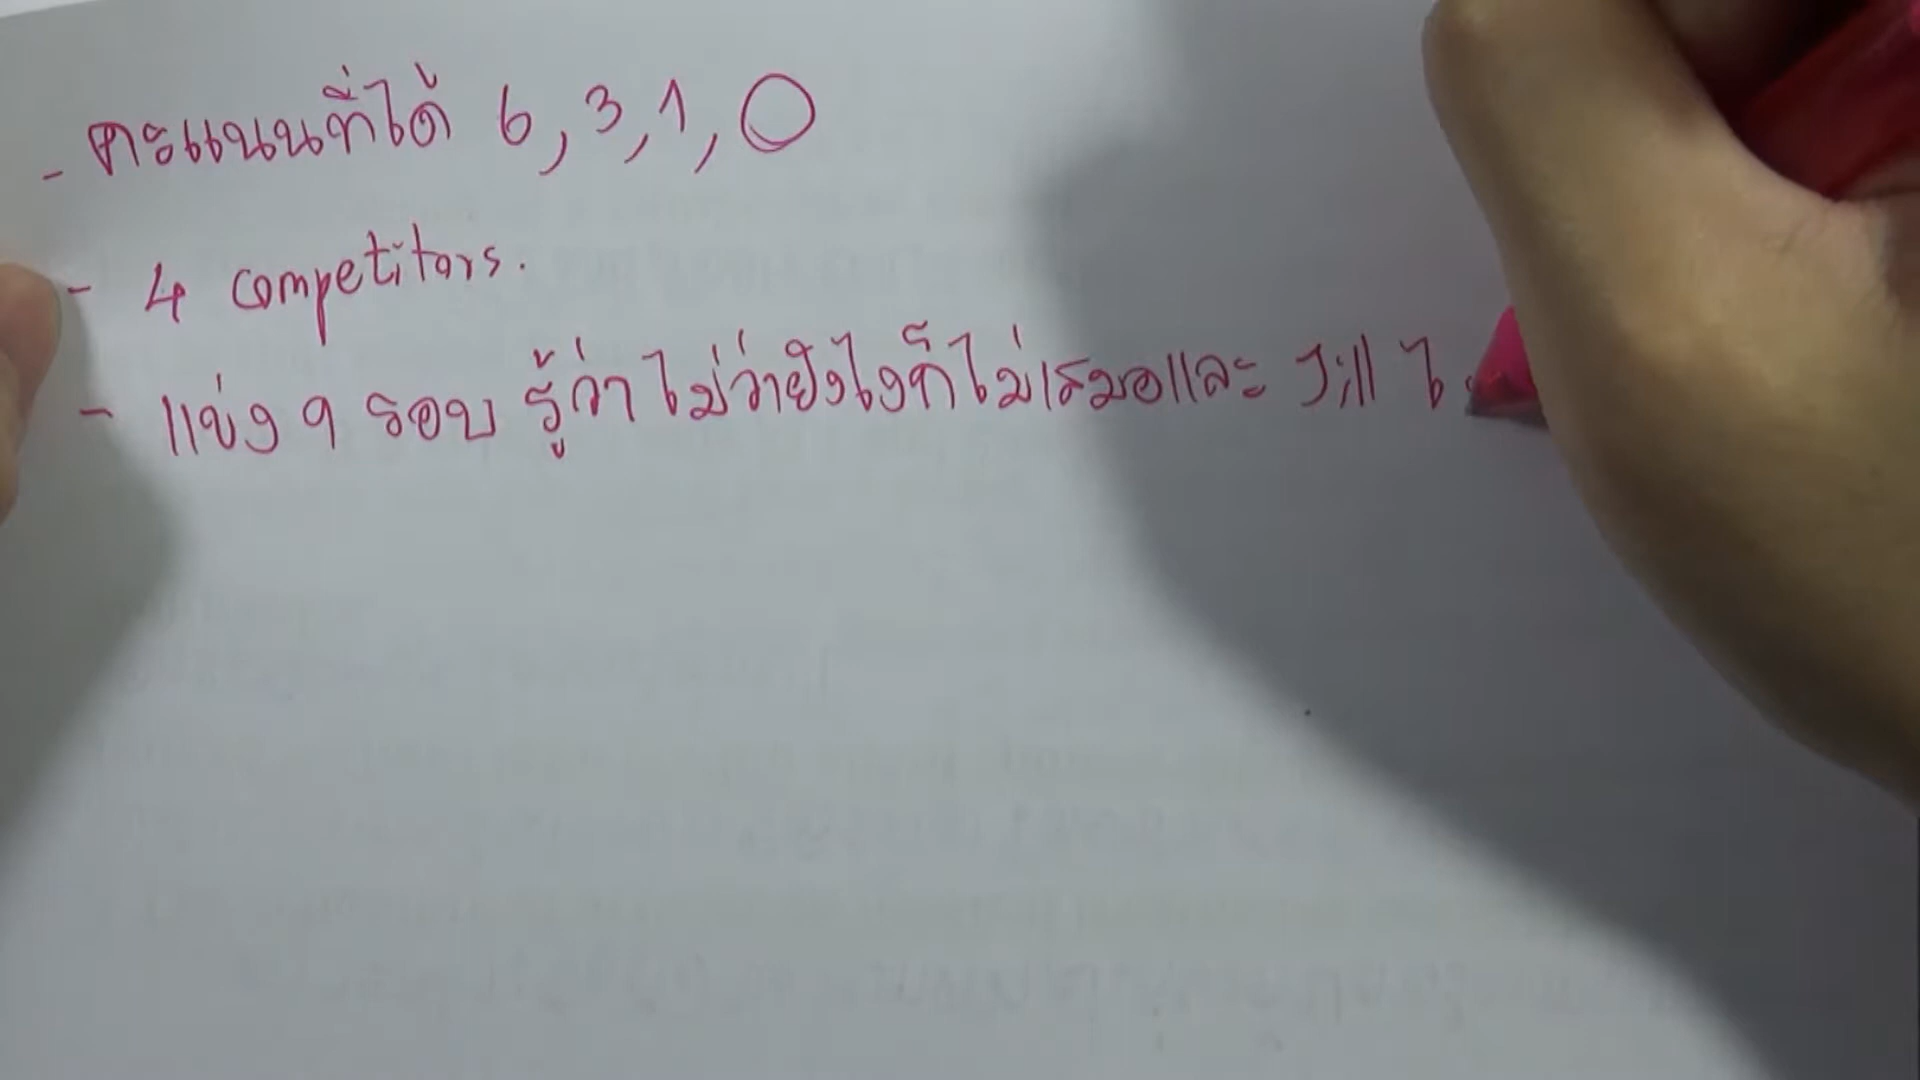 - คะแนนที่ได้ 6, 3, 1, 0
- 4 competitors.
- แข่ง 9 รอบ รู้ว่า ไม่ว่ายังไงก็ไม่เสมอและ Jill ไ